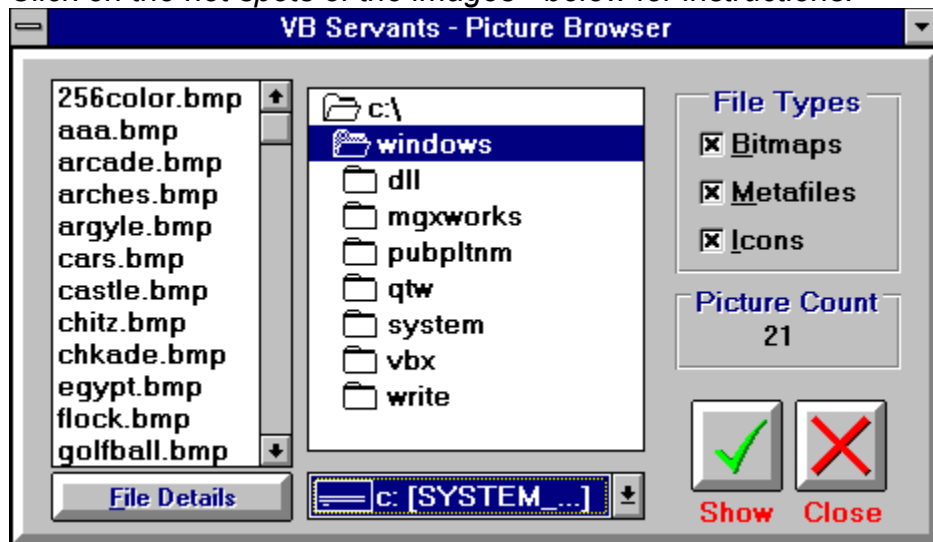 Click on the hot spots of the images below for instructions.
VB Servants - Picture Browser
256color.bmp
aaa.bmp
arcade.bmp
arches.bmp
argyle.bmp
cars.bmp
castle.bmp
chitz.bmp
chkade.bmp
egypt.bmp
flock.bmp
golfball.bmp
File Details
c:\
windows
dll
mgxworks
pubpltnm
qtw
system
vbx
write
c: [SYSTEM_...]
File Types
Bitmaps
Metafiles
Icons
Picture Count
21
Show
Close